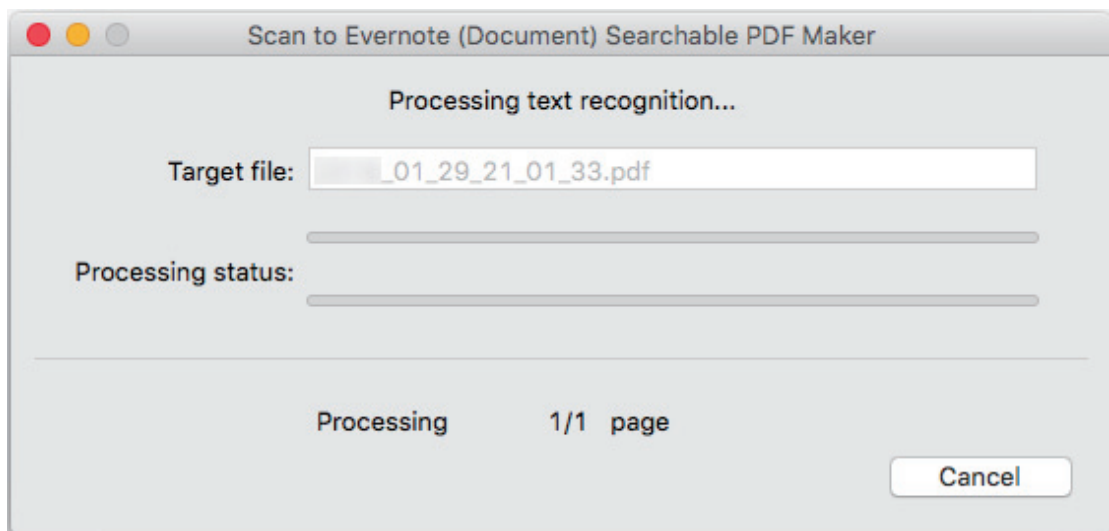 Scan to Evernote (Document) Searchable PDF Maker
Processing text recognition...
Target file: _01_29_21_01_33.pdf
Processing status:
Processing 1/1 page
Cancel